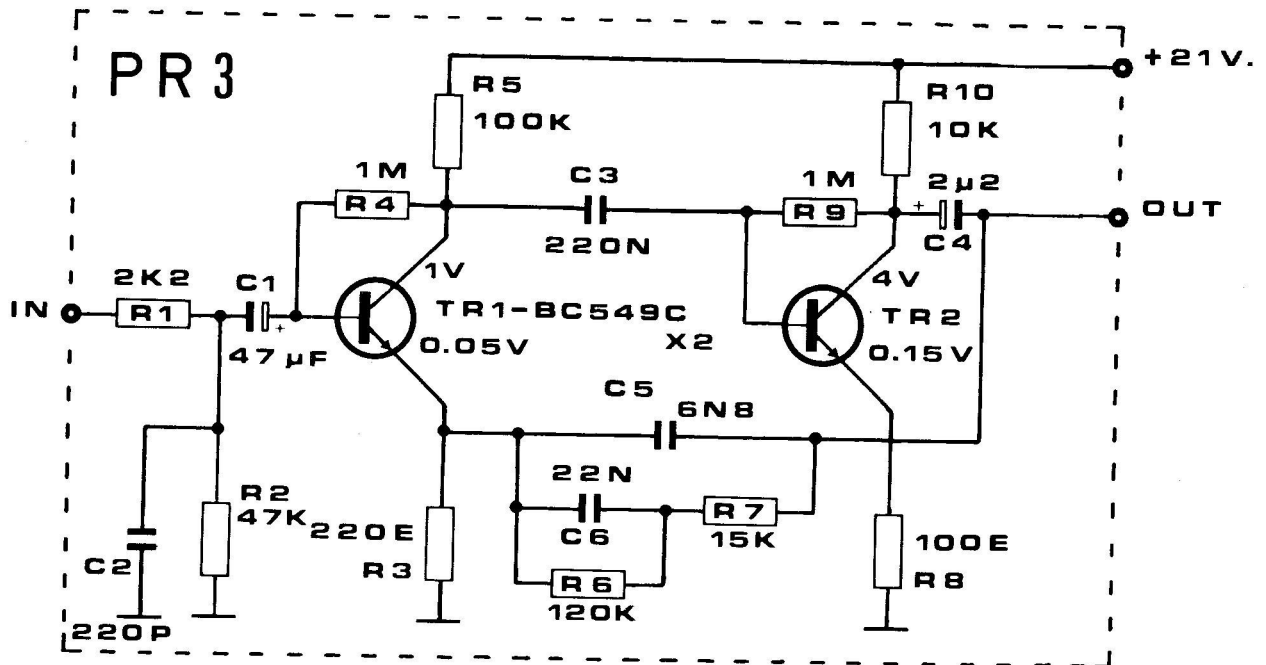 PR3
+21V.
R5
100K
R10
10K
1M
R4
C3
220N
1M
R9
2µ2
+
C4
OUT
1V
4V
IN
2K2
R1
C1
+
47µF
TR1-BC549C
X2
0.05V
TR2
0.15V
C5
6N8
22N
C6
R7
15K
R2
47K
220E
R3
C2
220P
R6
120K
100E
R8